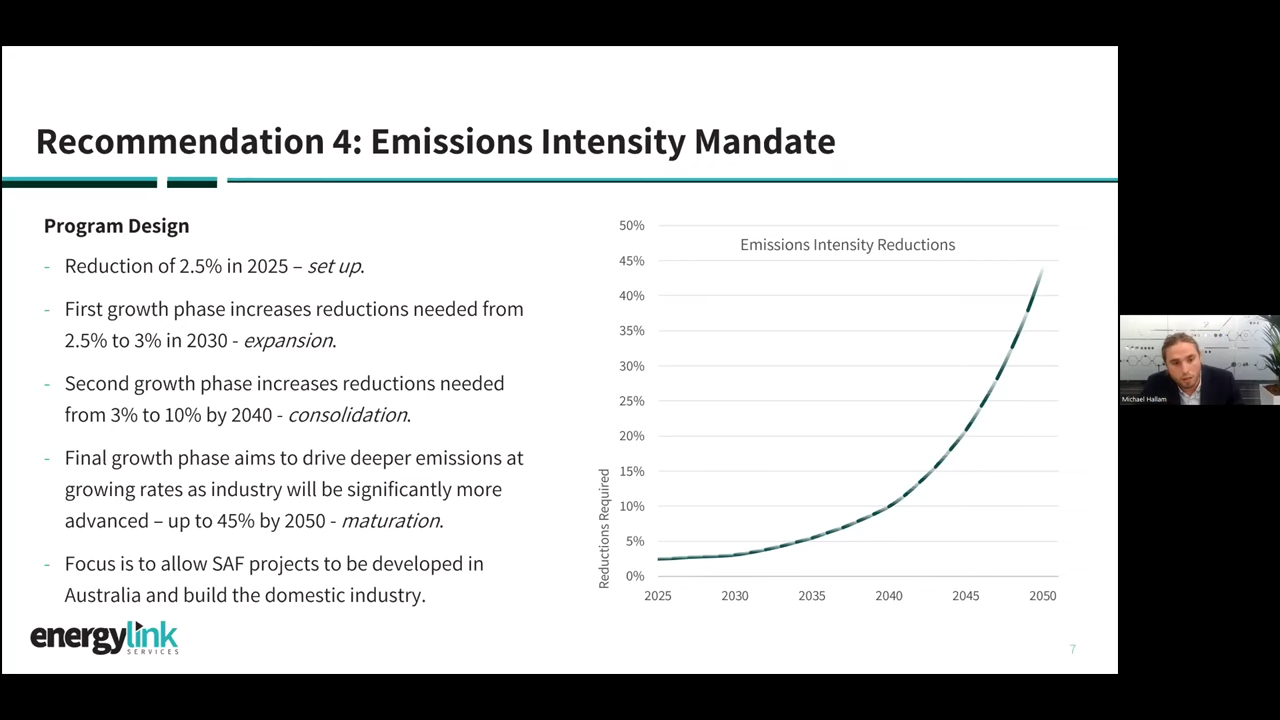 Recommendation 4: Emissions Intensity Mandate
Program Design
- Reduction of 2.5% in 2025 – set up.
- First growth phase increases reductions needed from
2.5% to 3% in 2030 - expansion.
- Second growth phase increases reductions needed
from 3% to 10% by 2040 - consolidation.
- Final growth phase aims to drive deeper emissions at
growing rates as industry will be significantly more
advanced – up to 45% by 2050 - maturation.
- Focus is to allow SAF projects to be developed in
Australia and build the domestic industry.
energylink
SERVICES
Emissions Intensity Reductions
Reductions Required
50%
45%
40%
35%
30%
25%
20%
15%
10%
5%
0%
2025 2030 2035 2040 2045 2050
7
Michael Hallam